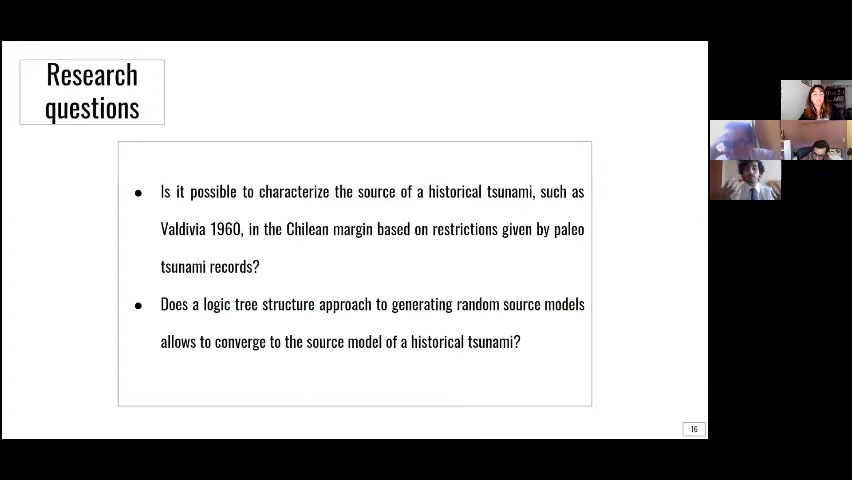 Research
questions
● Is it possible to characterize the source of a historical tsunami, such as
Valdivia 1960, in the Chilean margin based on restrictions given by paleo
tsunami records?
● Does a logic tree structure approach to generating random source models
allows to converge to the source model of a historical tsunami?
16